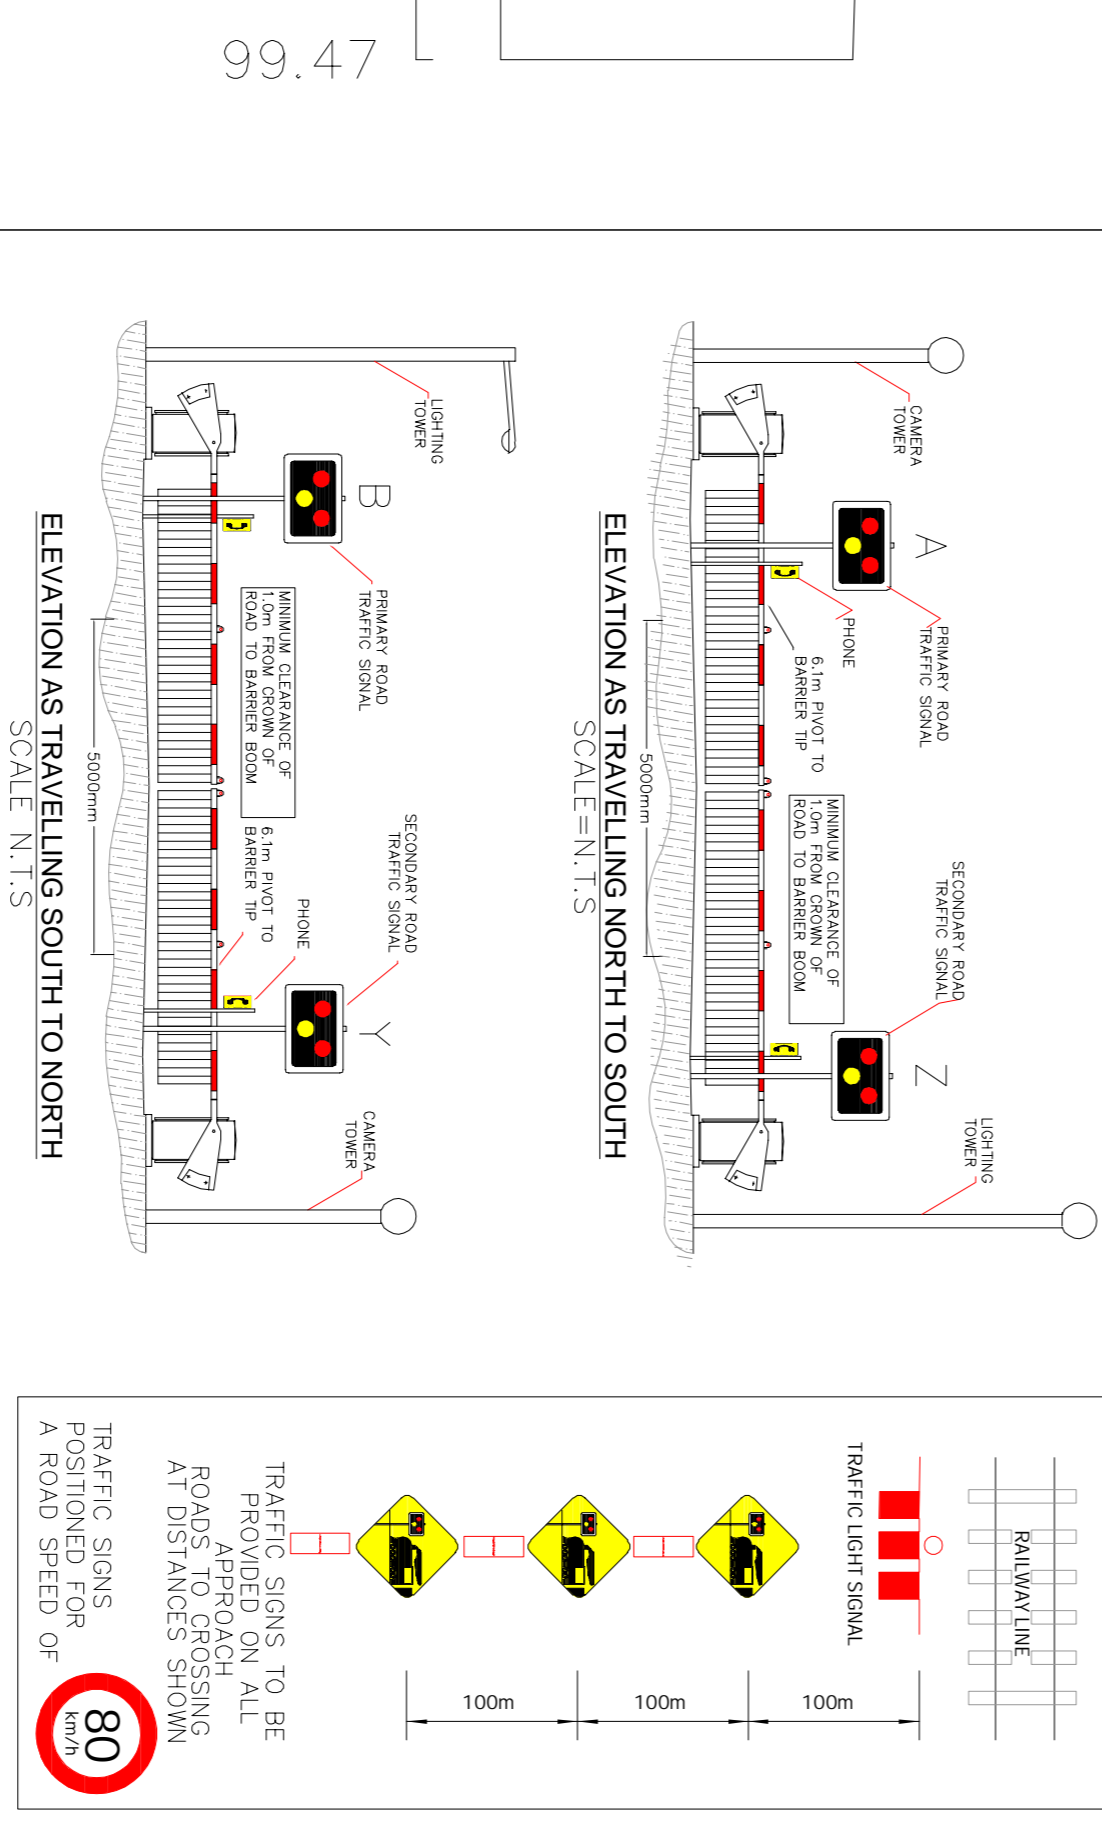 99.47
CAMERA
TOWER
A
PRIMARY ROAD
TRAFFIC SIGNAL
PHONE
6.1m PIVOT TO
BARRIER TIP
MINIMUM CLEARANCE OF
1.0m FROM CROWN OF
ROAD TO BARRIER BOOM
SECONDARY ROAD
TRAFFIC SIGNAL
Z
LIGHTING
TOWER
5000mm
ELEVATION AS TRAVELLING NORTH TO SOUTH
SCALE=N.T.S
LIGHTING
TOWER
B
PRIMARY ROAD
TRAFFIC SIGNAL
MINIMUM CLEARANCE OF
1.0m FROM CROWN OF
ROAD TO BARRIER BOOM
6.1m PIVOT TO
BARRIER TIP
PHONE
SECONDARY ROAD
TRAFFIC SIGNAL
Y
CAMERA
TOWER
5000mm
ELEVATION AS TRAVELLING SOUTH TO NORTH
SCALE N.T.S
RAILWAY LINE
TRAFFIC LIGHT SIGNAL
100m
100m
100m
TRAFFIC SIGNS TO BE
PROVIDED ON ALL
APPROACH
ROADS TO CROSSING
AT DISTANCES SHOWN
TRAFFIC SIGNS
POSITIONED FOR
A ROAD SPEED OF
80
km/h